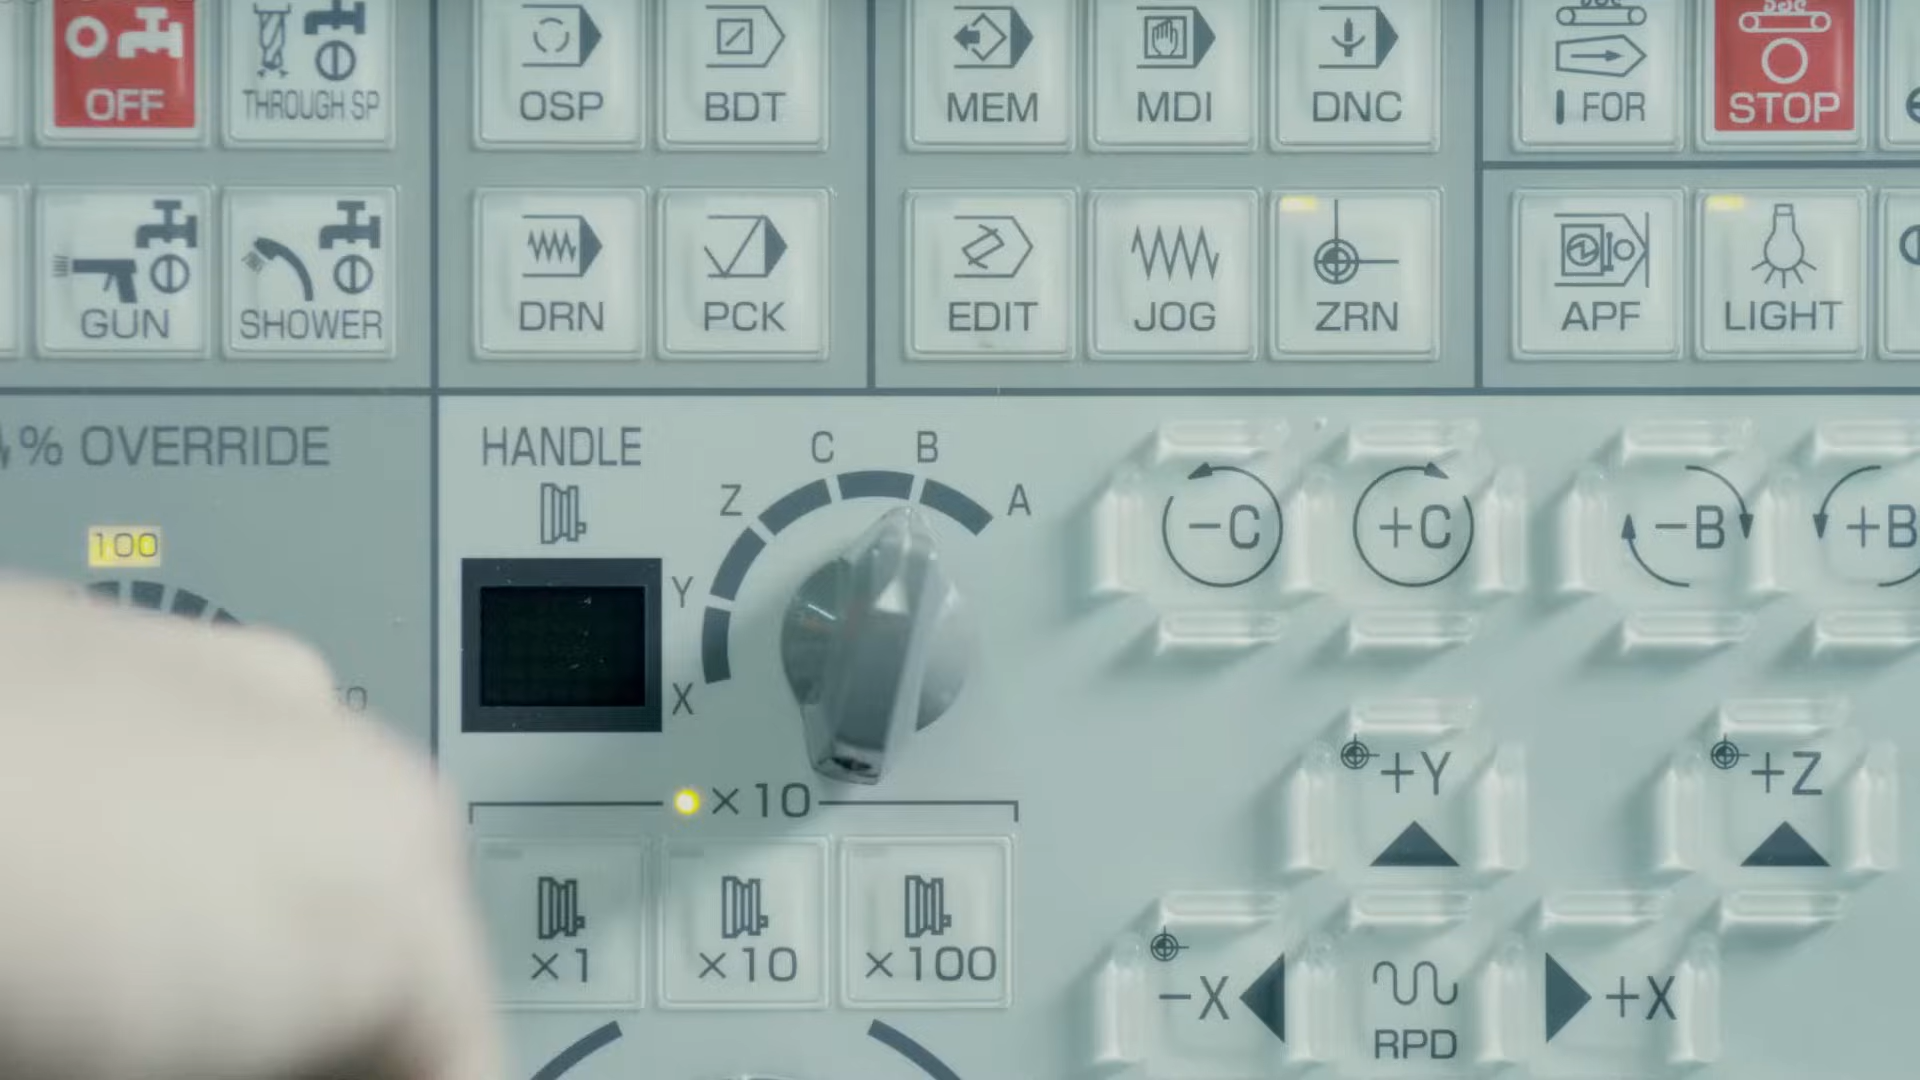 OFF
THROUGH SP
OSP
BDT
MEM
MDI
DNC
FOR
STOP
GUN
SHOWER
DRN
PCK
EDIT
JOG
ZRN
APF
LIGHT
% OVERRIDE
100
HANDLE
C
B
Z
A
Y
X
×10
×1
×10
×100
−C
+C
−B
+B
+Y
+Z
−X
RPD
+X